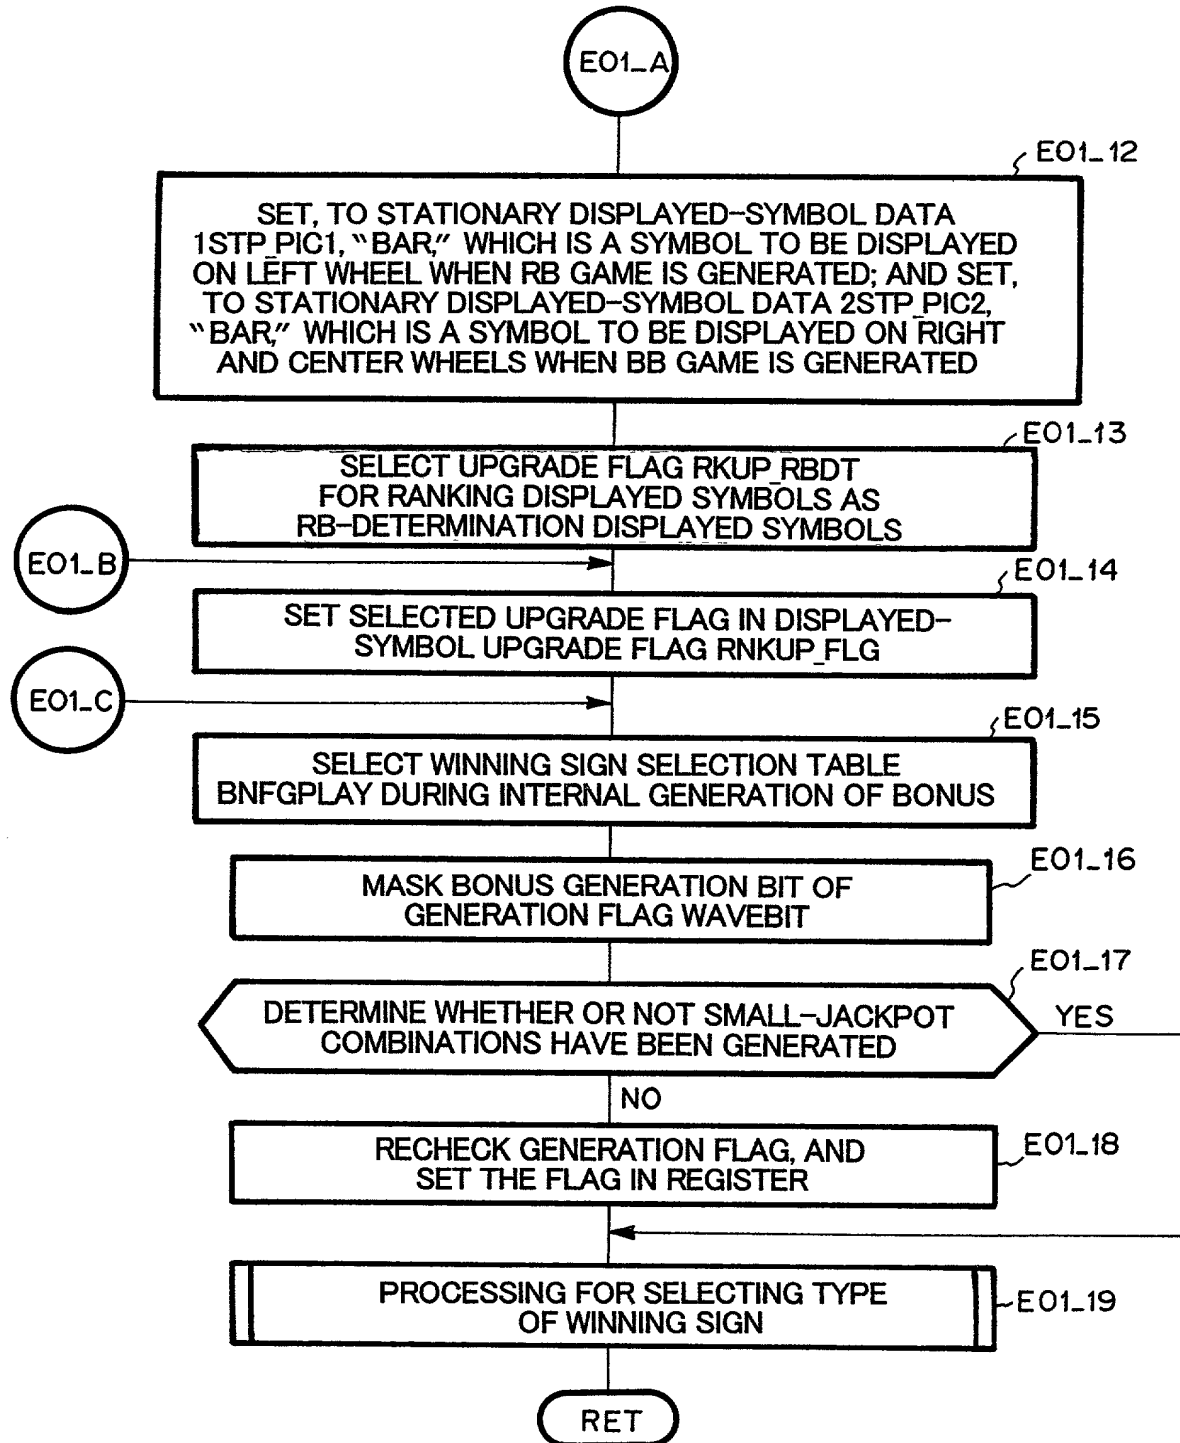 E01_A
E01_12
SET, TO STATIONARY DISPLAYED-SYMBOL DATA
1STP_PIC1, "BAR," WHICH IS A SYMBOL TO BE DISPLAYED
ON LEFT WHEEL WHEN RB GAME IS GENERATED; AND SET,
TO STATIONARY DISPLAYED-SYMBOL DATA 2STP_PIC2,
"BAR," WHICH IS A SYMBOL TO BE DISPLAYED ON RIGHT
AND CENTER WHEELS WHEN BB GAME IS GENERATED
E01_13
SELECT UPGRADE FLAG RKUP_RBDT
FOR RANKING DISPLAYED SYMBOLS AS
RB-DETERMINATION DISPLAYED SYMBOLS
E01_B
E01_14
SET SELECTED UPGRADE FLAG IN DISPLAYED-
SYMBOL UPGRADE FLAG RNKUP_FLG
E01_C
E01_15
SELECT WINNING SIGN SELECTION TABLE
BNFGPLAY DURING INTERNAL GENERATION OF BONUS
E01_16
MASK BONUS GENERATION BIT OF
GENERATION FLAG WAVEBIT
E01_17
DETERMINE WHETHER OR NOT SMALL-JACKPOT
COMBINATIONS HAVE BEEN GENERATED
YES
NO
E01_18
RECHECK GENERATION FLAG, AND
SET THE FLAG IN REGISTER
PROCESSING FOR SELECTING TYPE
OF WINNING SIGN
E01_19
RET